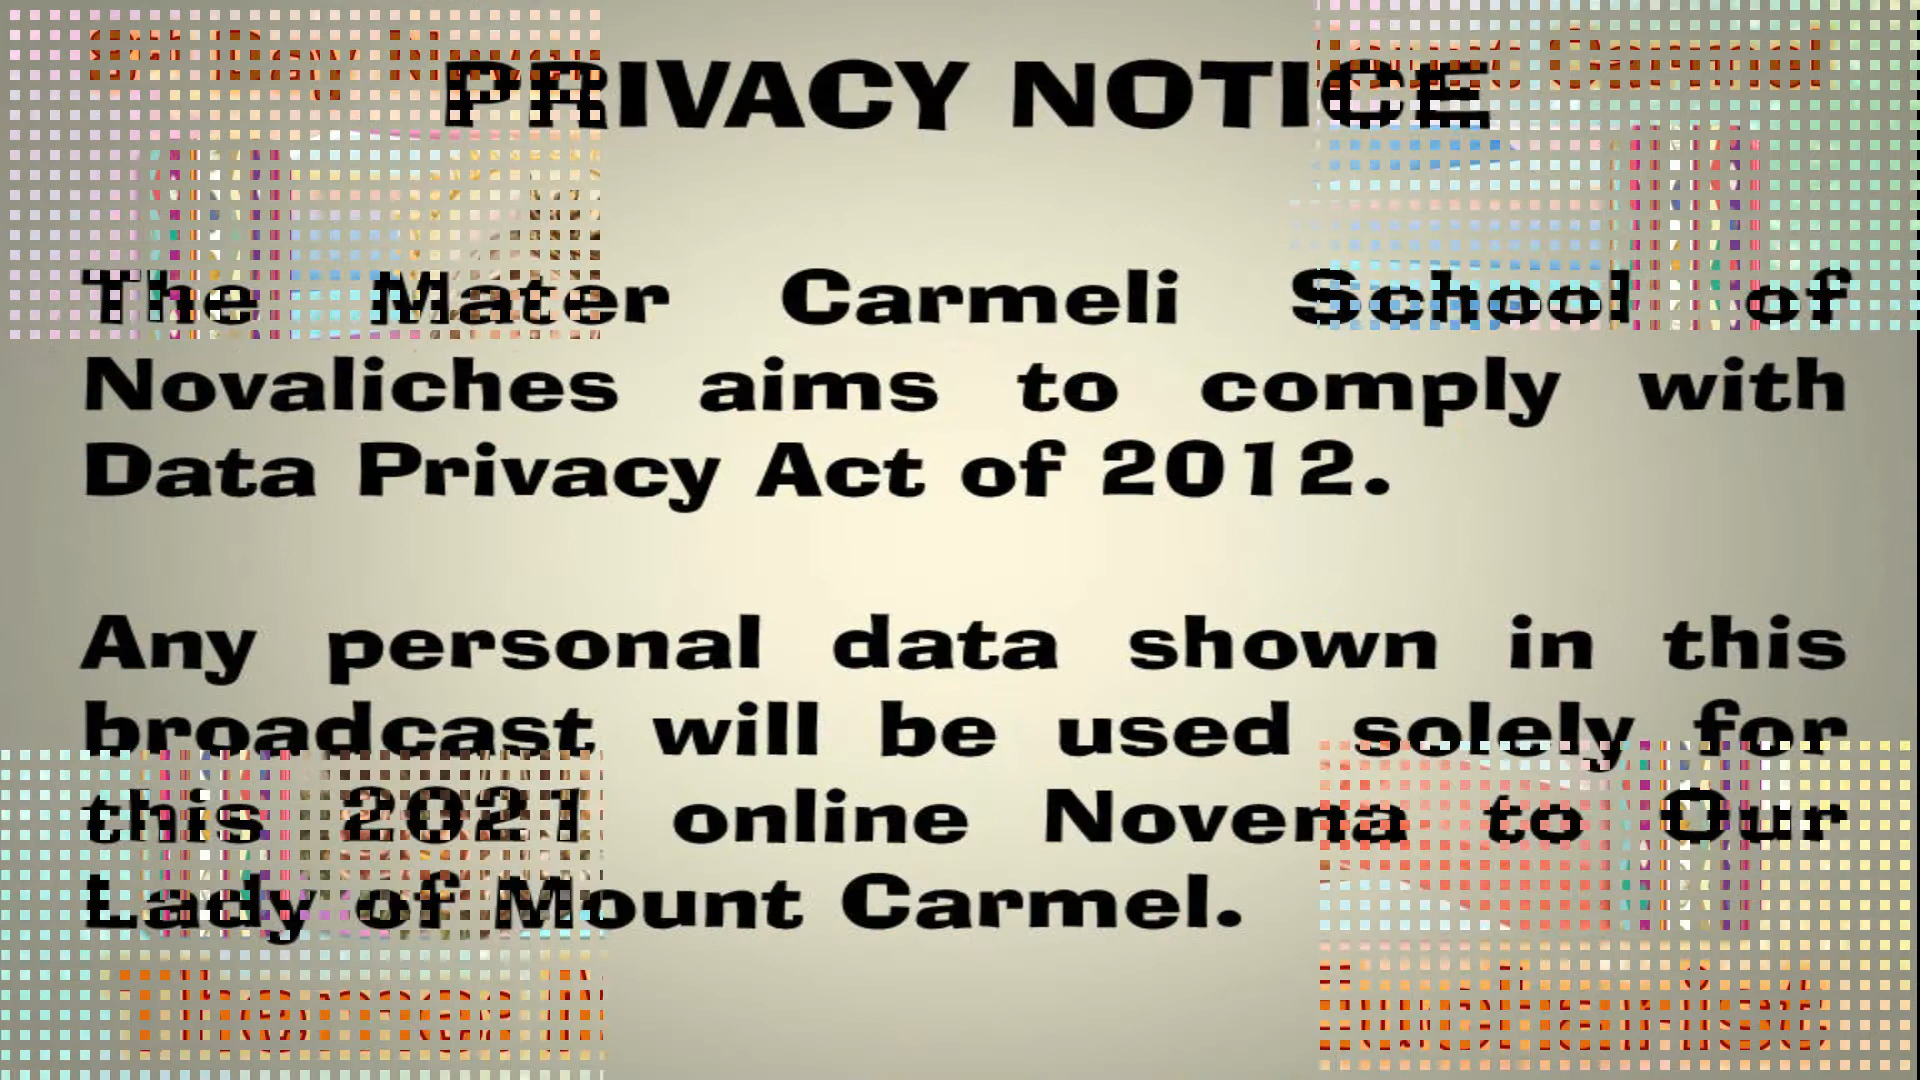 PRIVACY NOTICE
The Mater Carmeli School of
Novaliches aims to comply with
Data Privacy Act of 2012.
Any personal data shown in this
broadcast will be used solely for
this 2021 online Novena to Our
Lady of Mount Carmel.